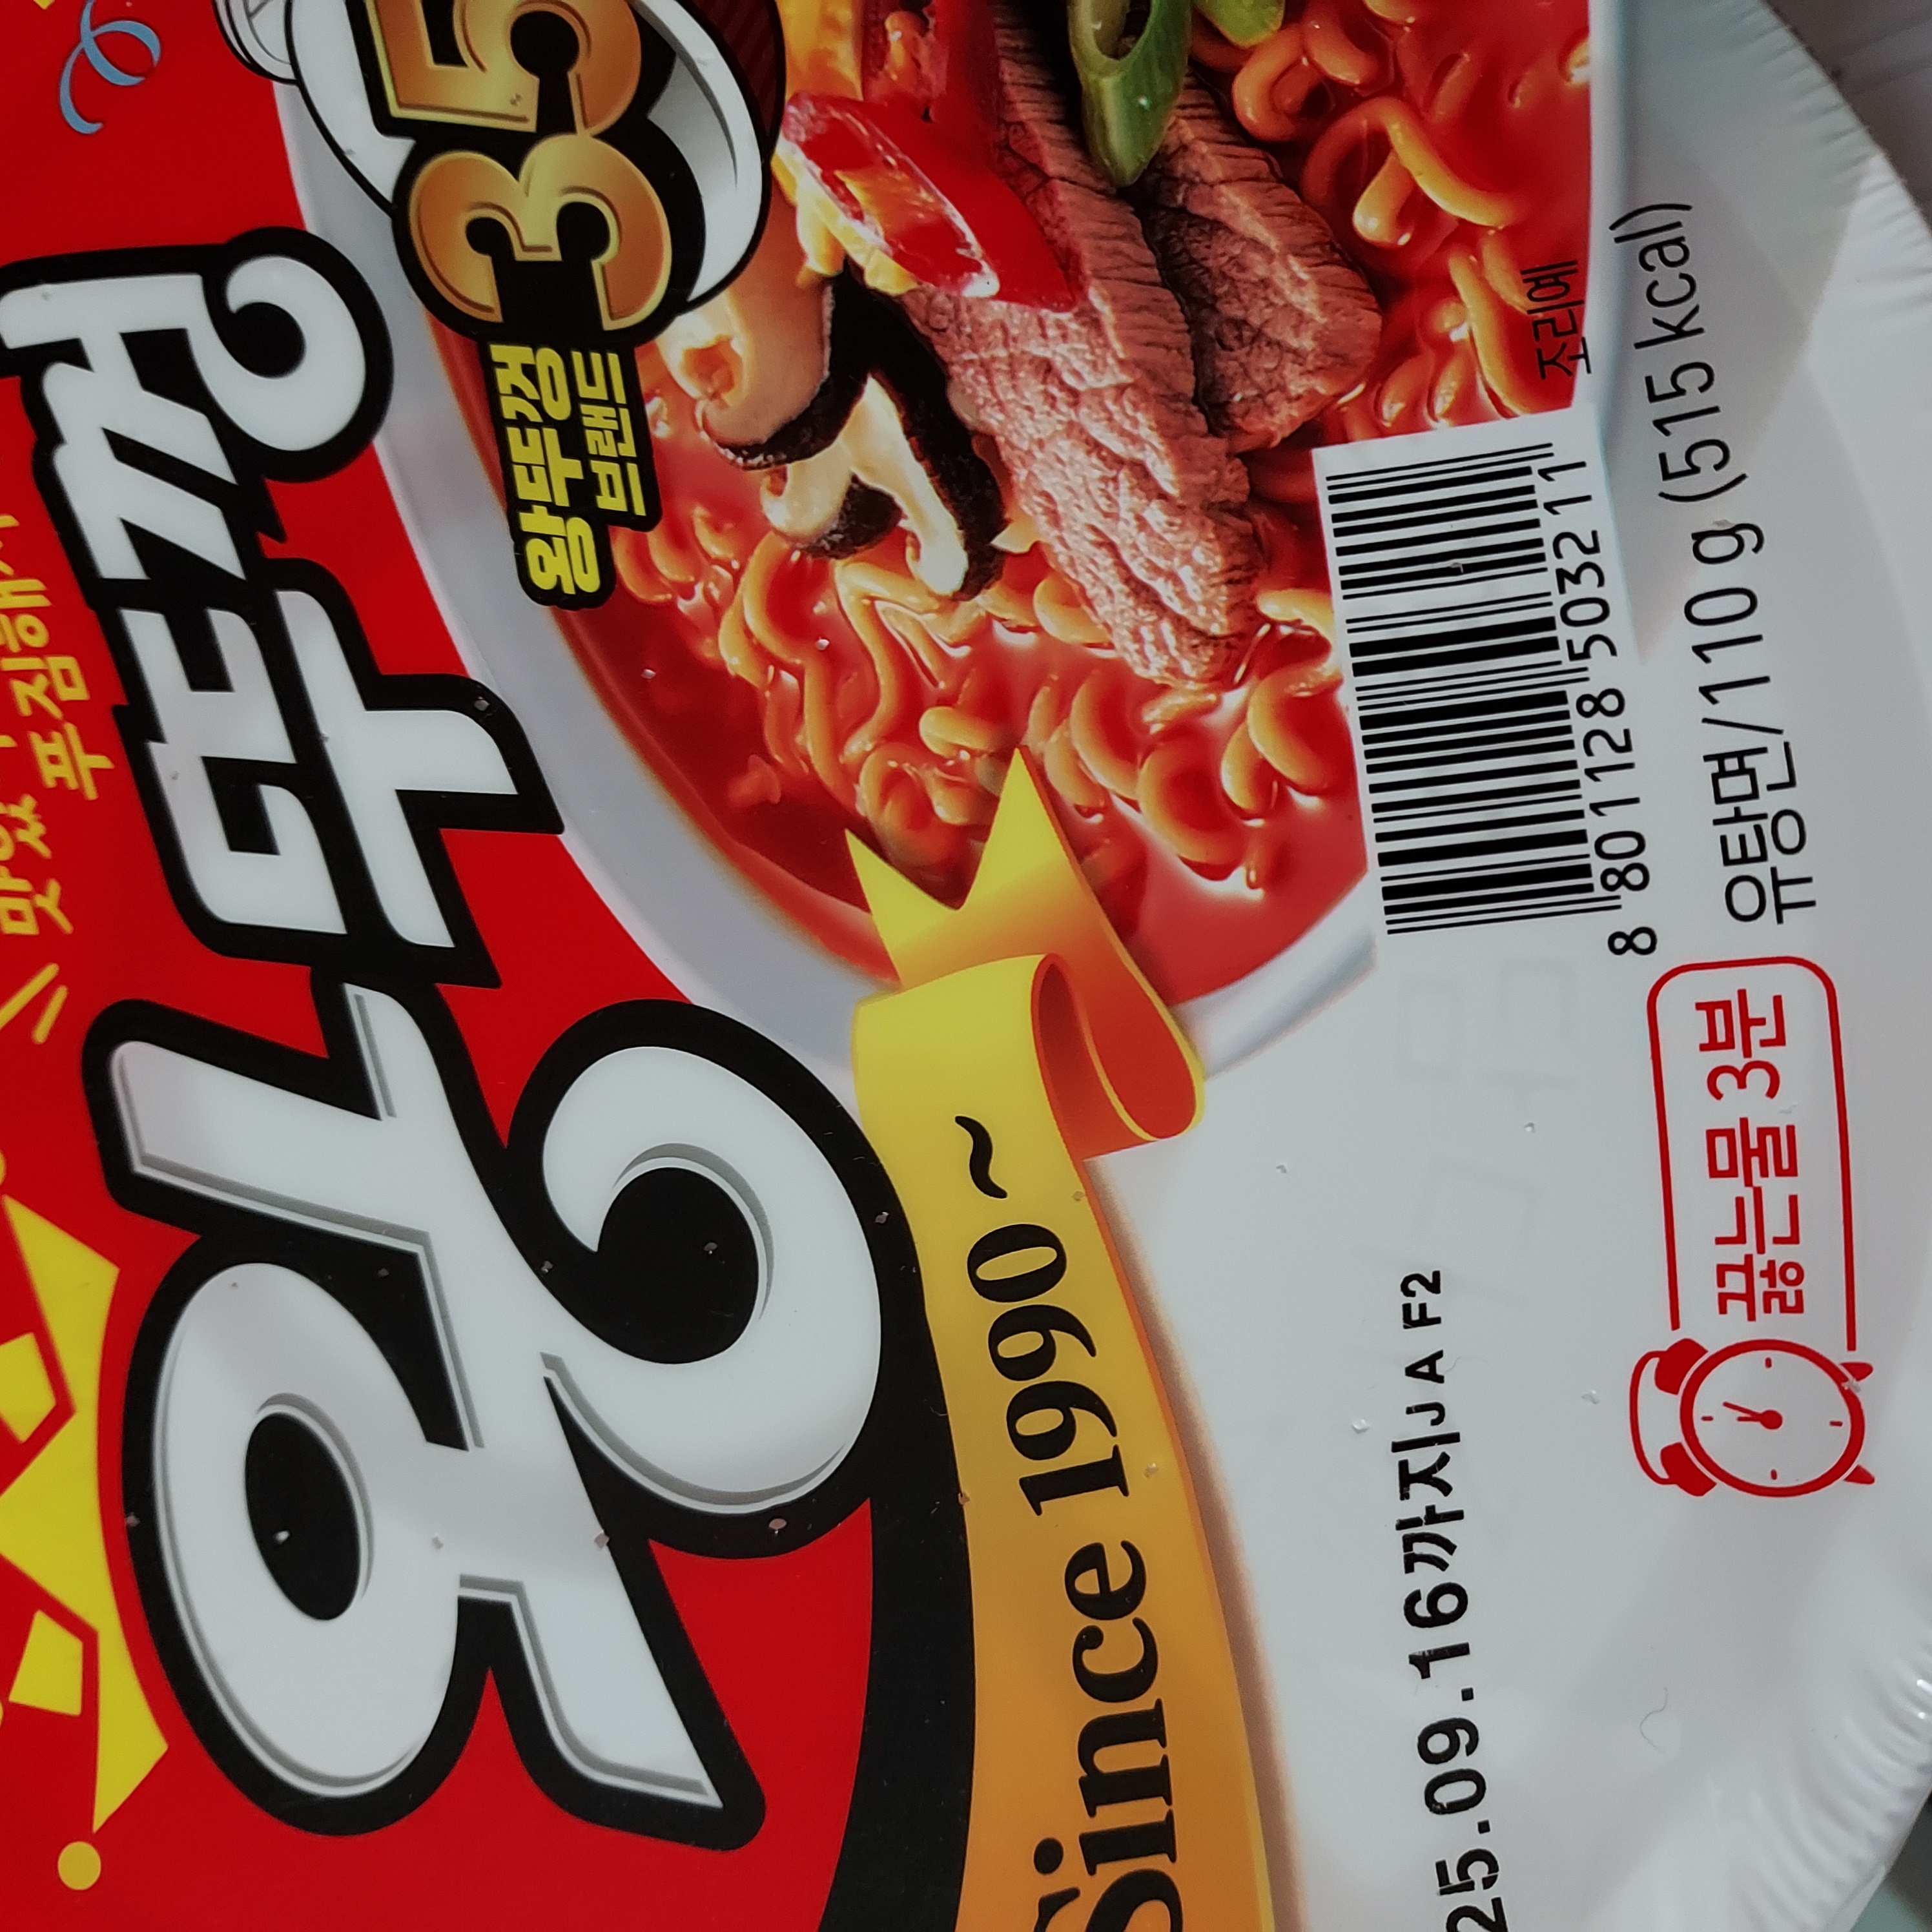 맛있
푸짐해
왕뚜껑
35
왕뚜껑
브랜드
Since 1990~
조리예
8 801128 503211
25.09.16까지J A F2
유탕면/110 g (515 kcal)
끓는물 3분